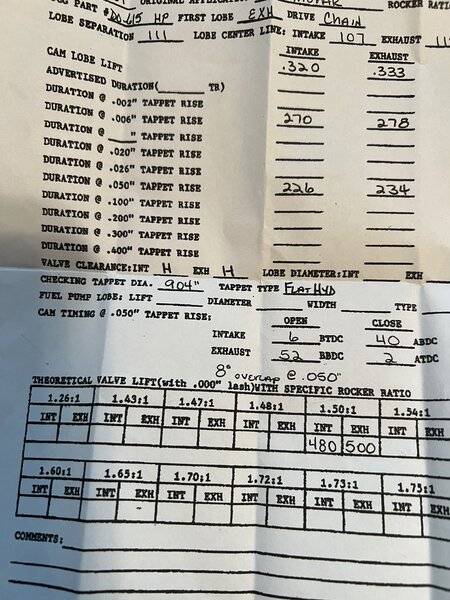 PART # DD 615 HP FIRST LOBE EXH DRIVE CHAIN ROCKER RATIO
LOBE SEPARATION 111 LOBE CENTER LINE: INTAKE 107 EXHAUST
INTAKE EXHAUST
CAM LOBE LIFT .320 .333
ADVERTISED DURATION(______ TR)
DURATION @ .002" TAPPET RISE
DURATION @ .006" TAPPET RISE 270 278
DURATION @ ____" TAPPET RISE
DURATION @ .020" TAPPET RISE
DURATION @ .026" TAPPET RISE
DURATION @ .050" TAPPET RISE 226 234
DURATION @ .100" TAPPET RISE
DURATION @ .200" TAPPET RISE
DURATION @ .300" TAPPET RISE
DURATION @ .400" TAPPET RISE
VALVE CLEARANCE:INT H EXH H LOBE DIAMETER:INT EXH
CHECKING TAPPET DIA. .904" TAPPET TYPE FLAT HYD
FUEL PUMP LOBE: LIFT DIAMETER WIDTH TYPE
CAM TIMING @ .050" TAPPET RISE: OPEN CLOSE
INTAKE 6 BTDC 40 ABDC
EXHAUST 52 BBDC 2 ATDC
8° OVERLAP @ .050"
THEORETICAL VALVE LIFT(with .000" lash)WITH SPECIFIC ROCKER RATIO
1.26:1 1.43:1 1.47:1 1.48:1 1.50:1 1.54:1
INT EXH INT EXH INT EXH INT EXH INT EXH INT
480 500
1.60:1 1.65:1 1.70:1 1.72:1 1.73:1 1.75:1
INT EXH INT EXH INT EXH INT EXH INT EXH INT
COMMENTS: